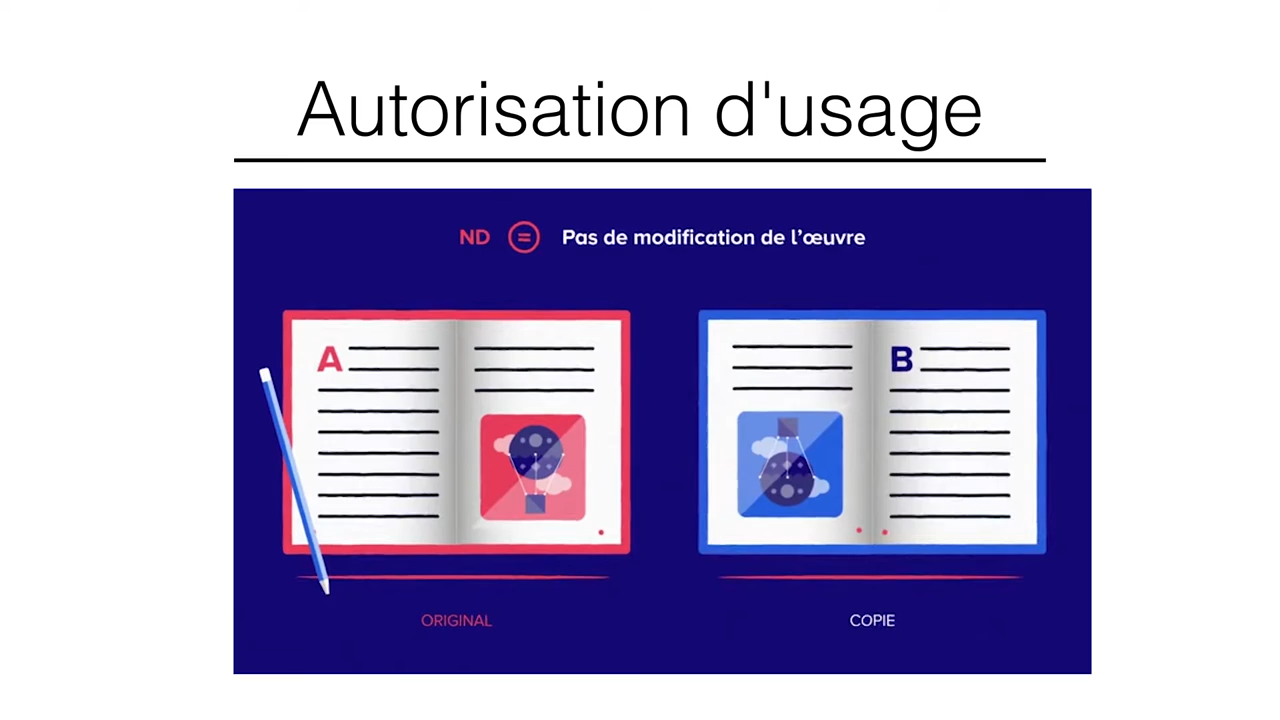 Autorisation d'usage
ND = Pas de modification de l'œuvre
A
B
ORIGINAL
COPIE